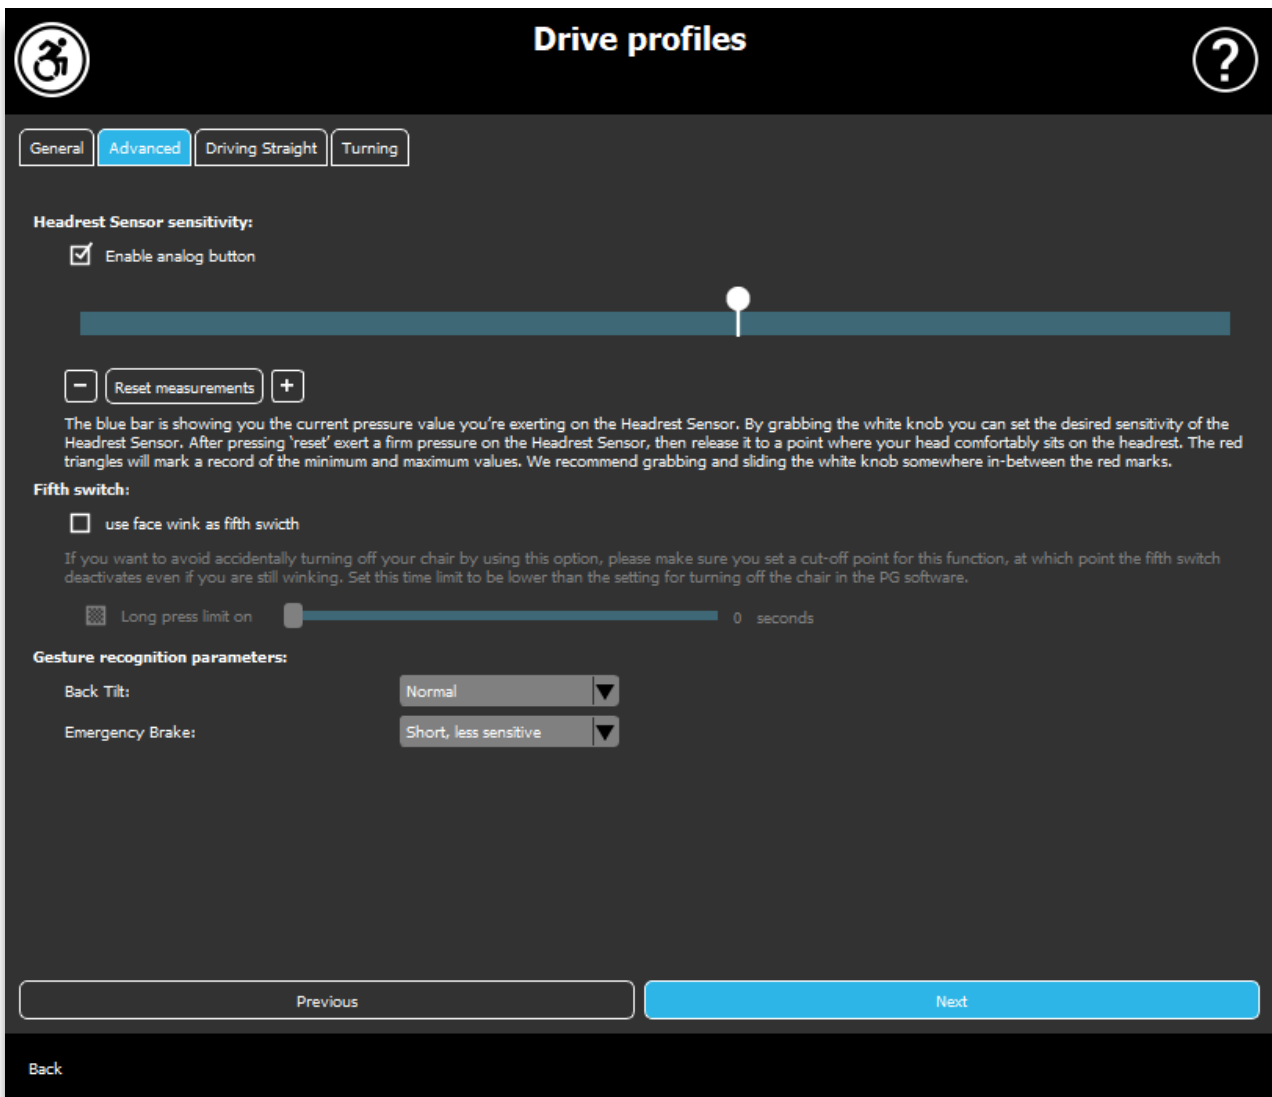 Drive profiles
?
General Advanced Driving Straight Turning
Headrest Sensor sensitivity:
Enable analog button
− Reset measurements +
The blue bar is showing you the current pressure value you’re exerting on the Headrest Sensor. By grabbing the white knob you can set the desired sensitivity of the
Headrest Sensor. After pressing ‘reset’ exert a firm pressure on the Headrest Sensor, then release it to a point where your head comfortably sits on the headrest. The red
triangles will mark a record of the minimum and maximum values. We recommend grabbing and sliding the white knob somewhere in-between the red marks.
Fifth switch:
use face wink as fifth swicth
If you want to avoid accidentally turning off your chair by using this option, please make sure you set a cut-off point for this function, at which point the fifth switch
deactivates even if you are still winking. Set this time limit to be lower than the setting for turning off the chair in the PG software.
Long press limit on 0 seconds
Gesture recognition parameters:
Back Tilt: Normal
Emergency Brake: Short, less sensitive
Previous Next
Back